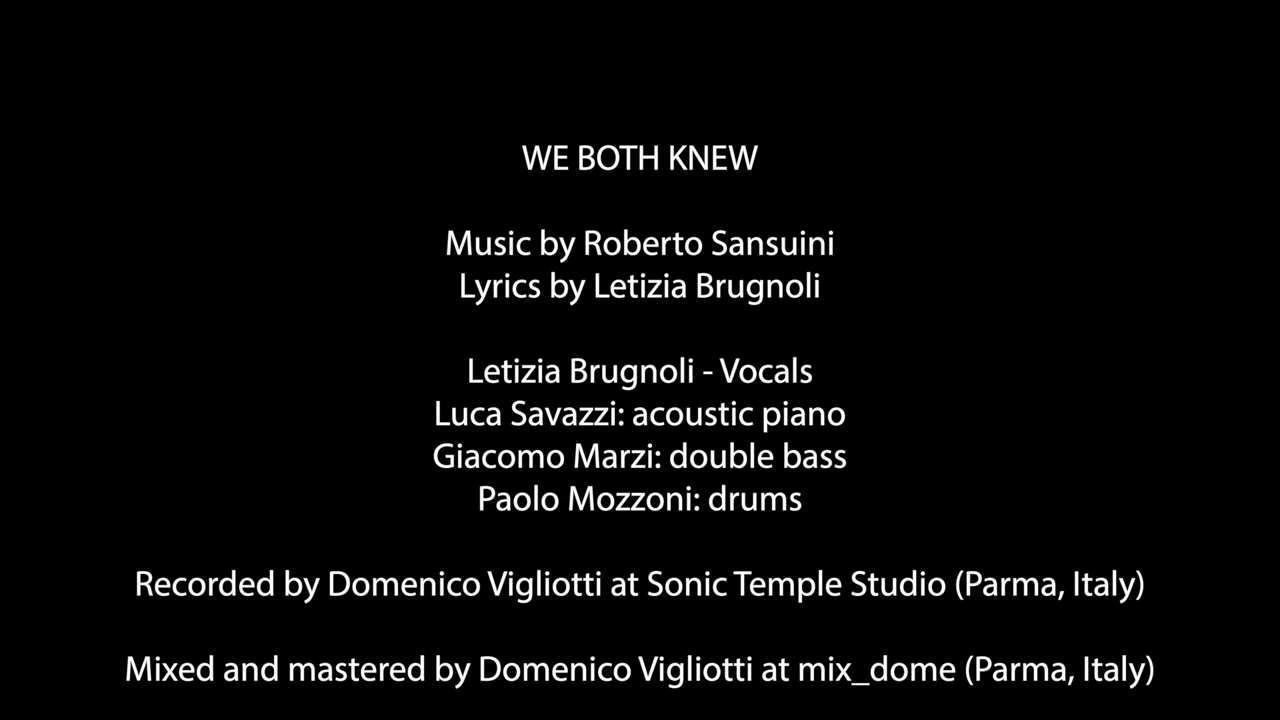 WE BOTH KNEW
Music by Roberto Sansuini
Lyrics by Letizia Brugnoli
Letizia Brugnoli - Vocals
Luca Savazzi: acoustic piano
Giacomo Marzi: double bass
Paolo Mozzoni: drums
Recorded by Domenico Vigliotti at Sonic Temple Studio (Parma, Italy)
Mixed and mastered by Domenico Vigliotti at mix_dome (Parma, Italy)